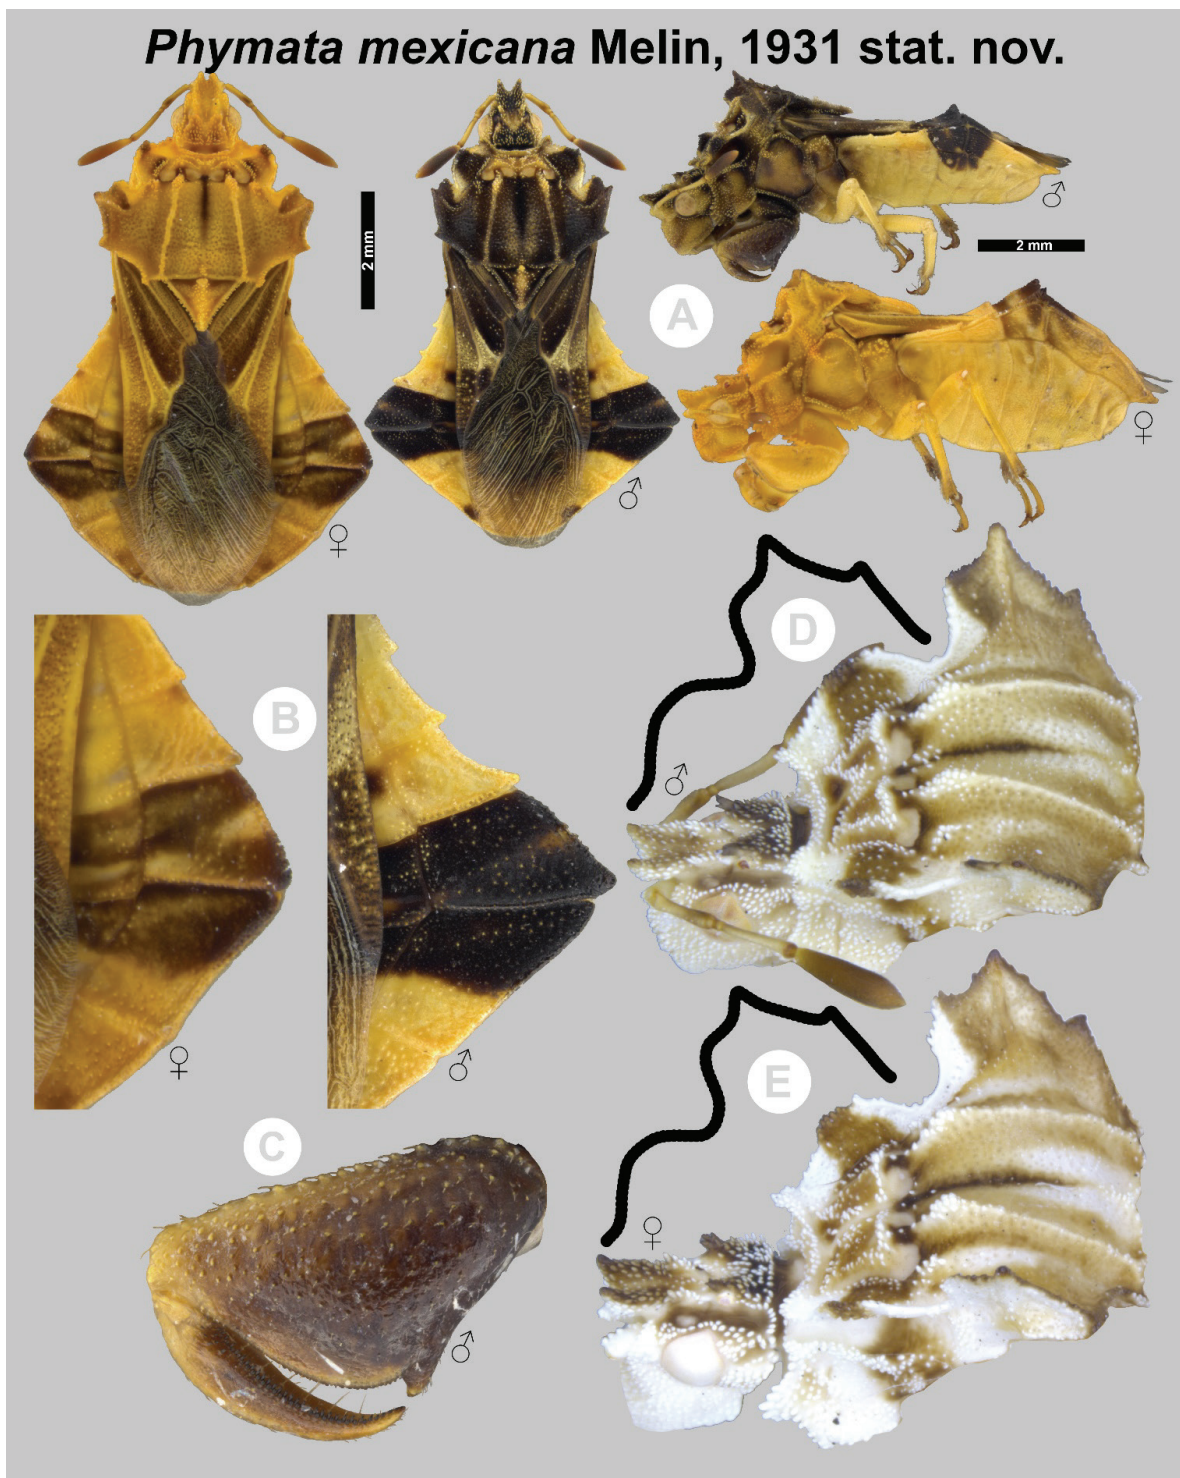 Phymata mexicana Melin, 1931 stat. nov.
2 mm
♂
2 mm
A
♀
♂
♀
B
D
♂
♀
♂
E
C
♀
♂